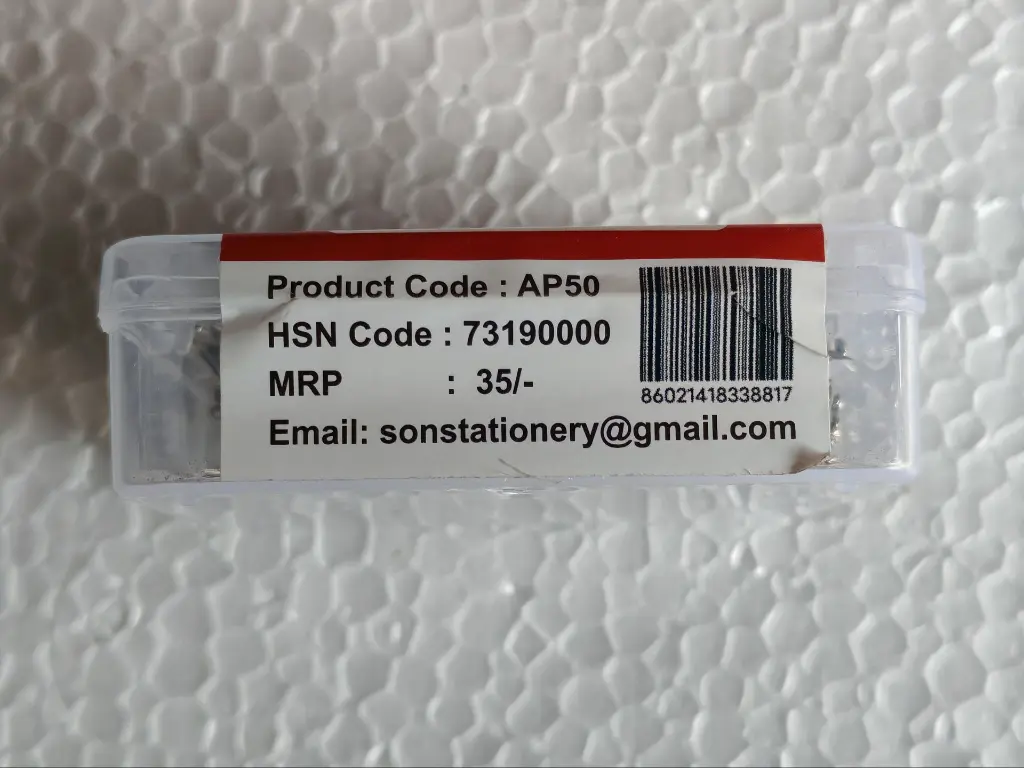 Product Code : AP50
HSN Code : 73190000
MRP : 35/-
Email: sonstationery@gmail.com
86021418338817